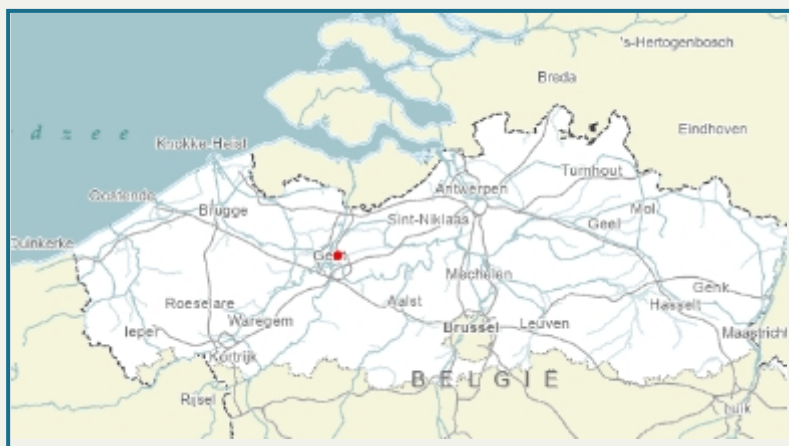 's-Hertogenbosch
Breda
Eindhoven
d z e e
Knokke-Heist
Turnhout
Antwerpen
Oostende
Mol
Brugge
Sint-Niklaas
Geel
Duinkerke
Mechelen
Genk
Roeselare
Aalst
Hasselt
Waregem
Brussel
Leuven
Ieper
Maastricht
Kortrijk
BELGIË
Rijsel
Luik